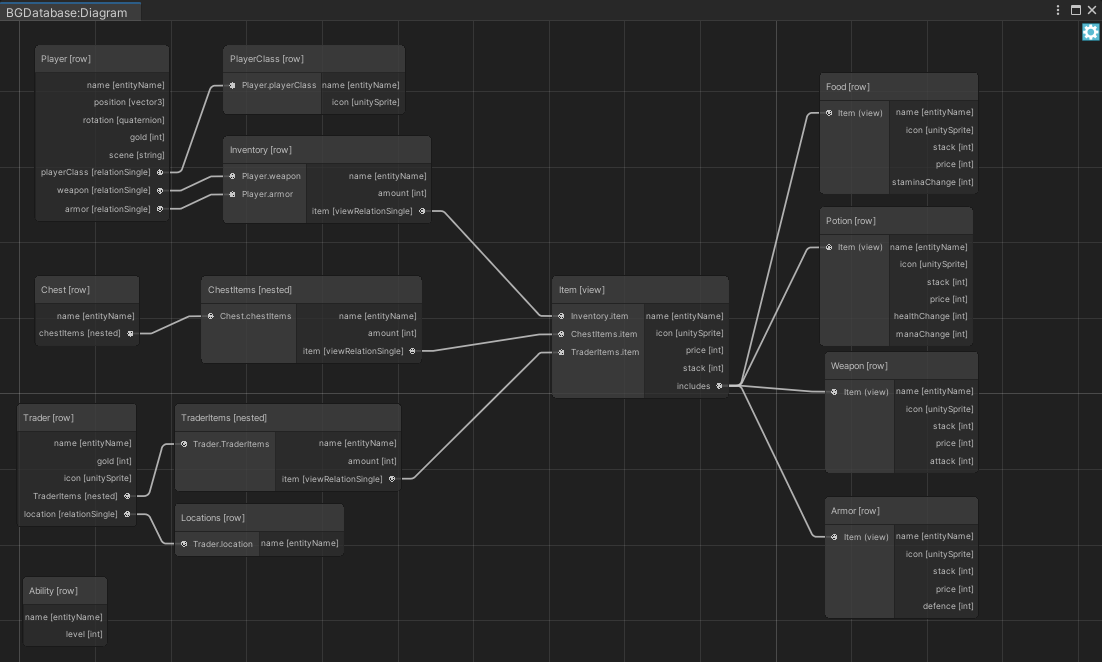 BGDatabase:Diagram
Player [row]
name [entityName]
position [vector3]
rotation [quaternion]
gold [int]
scene [string]
playerClass [relationSingle]
weapon [relationSingle]
armor [relationSingle]
PlayerClass [row]
Player.playerClass name [entityName]
icon [unitySprite]
Inventory [row]
Player.weapon name [entityName]
Player.armor amount [int]
item [viewRelationSingle]
Chest [row]
name [entityName]
chestItems [nested]
ChestItems [nested]
Chest.chestItems name [entityName]
amount [int]
item [viewRelationSingle]
Trader [row]
name [entityName]
gold [int]
icon [unitySprite]
TraderItems [nested]
location [relationSingle]
TraderItems [nested]
Trader.TraderItems name [entityName]
amount [int]
item [viewRelationSingle]
Locations [row]
Trader.location name [entityName]
Ability [row]
name [entityName]
level [int]
Item [view]
Inventory.item name [entityName]
ChestItems.item icon [unitySprite]
TraderItems.item price [int]
stack [int]
includes
Food [row]
Item (view) name [entityName]
icon [unitySprite]
stack [int]
price [int]
staminaChange [int]
Potion [row]
Item (view) name [entityName]
icon [unitySprite]
stack [int]
price [int]
healthChange [int]
manaChange [int]
Weapon [row]
Item (view) name [entityName]
icon [unitySprite]
stack [int]
price [int]
attack [int]
Armor [row]
Item (view) name [entityName]
icon [unitySprite]
stack [int]
price [int]
defence [int]